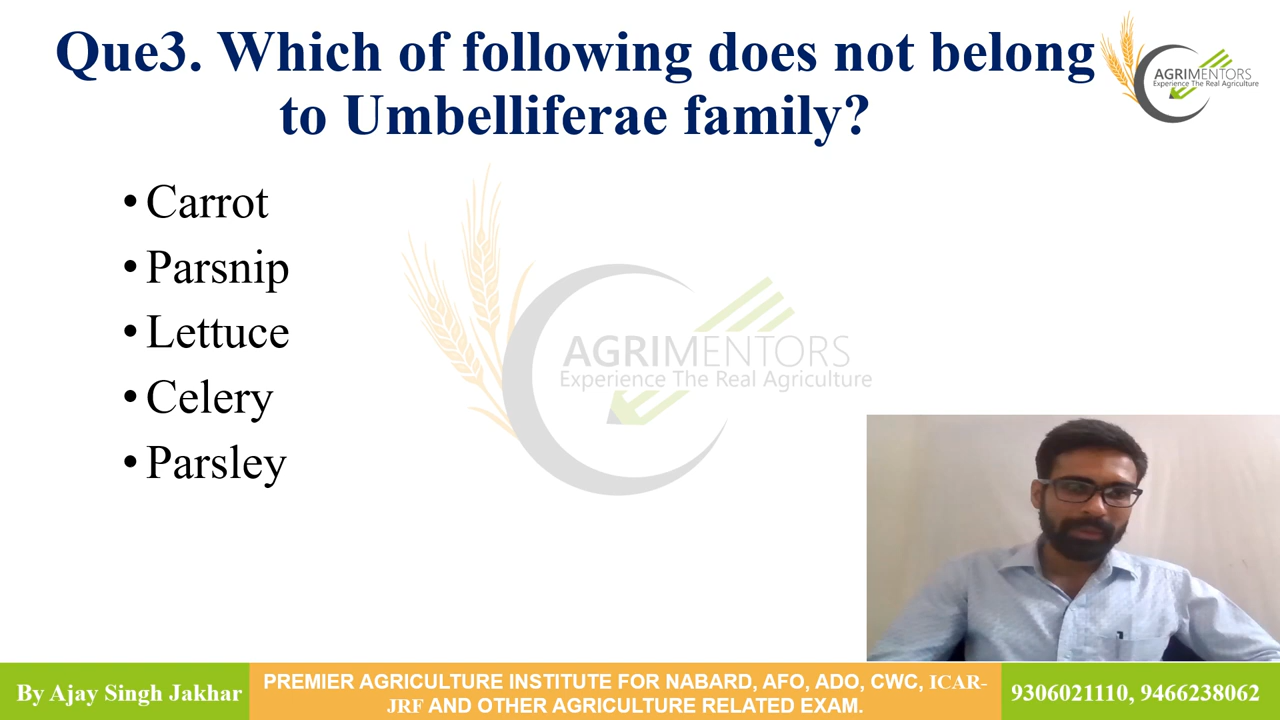 Que3. Which of following does not belong
to Umbelliferae family?
AGRIMENTORS
Experience The Real Agriculture
• Carrot
• Parsnip
• Lettuce
• Celery
• Parsley
AGRIMENTORS
Experience The Real Agriculture
By Ajay Singh Jakhar
PREMIER AGRICULTURE INSTITUTE FOR NABARD, AFO, ADO, CWC, ICAR-
JRF AND OTHER AGRICULTURE RELATED EXAM.
9306021110, 9466238062